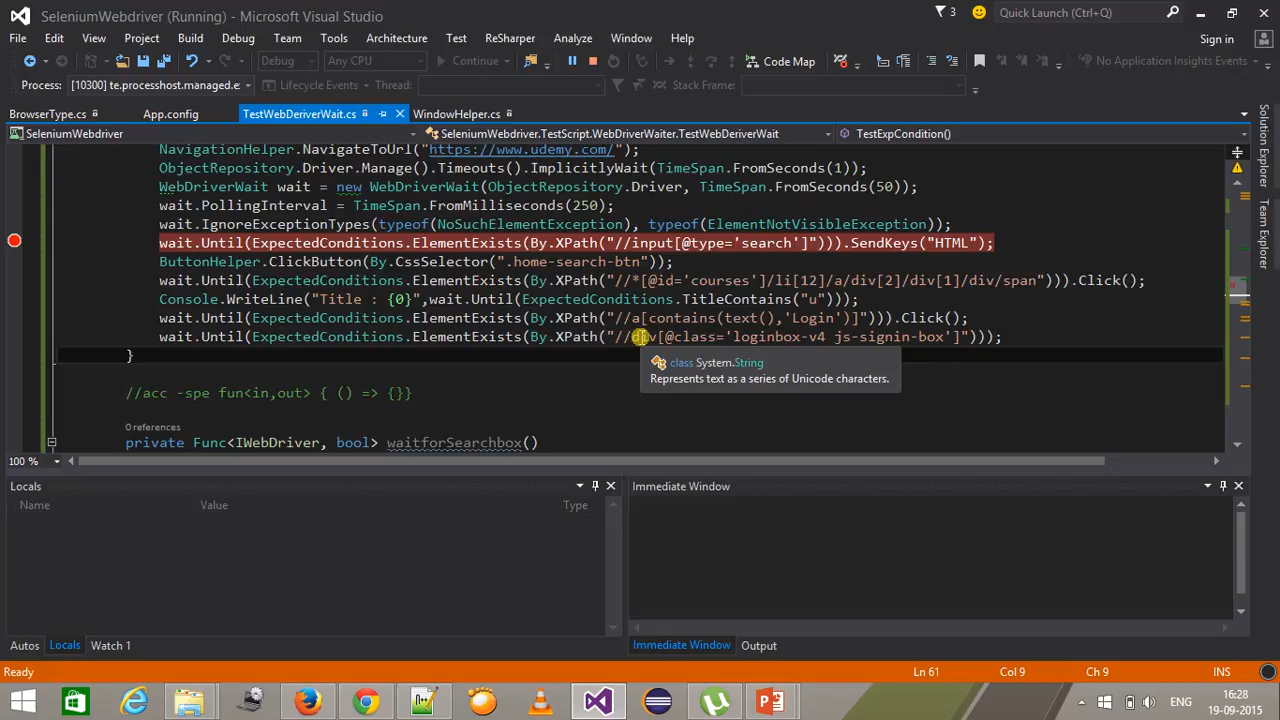 SeleniumWebdriver (Running) - Microsoft Visual Studio
3
Quick Launch (Ctrl+Q)
File Edit View Project Build Debug Team Tools Architecture Test ReSharper Analyze Window Help
Sign in
Debug Any CPU Continue Code Map No Application Insights Events
Process: [10300] te.processhost.managed.e Lifecycle Events Thread: Stack Frame:
BrowserType.cs App.config TestWebDeriverWait.cs WindowHelper.cs
SeleniumWebdriver SeleniumWebdriver.TestScript.WebDriverWaiter.TestWebDeriverWait TestExpCondition()
NavigationHelper.NavigateToUrl("https://www.udemy.com/");
ObjectRepository.Driver.Manage().Timeouts().ImplicitlyWait(TimeSpan.FromSeconds(1));
WebDriverWait wait = new WebDriverWait(ObjectRepository.Driver, TimeSpan.FromSeconds(50));
wait.PollingInterval = TimeSpan.FromMilliseconds(250);
wait.IgnoreExceptionTypes(typeof(NoSuchElementException), typeof(ElementNotVisibleException));
wait.Until(ExpectedConditions.ElementExists(By.XPath("//input[@type='search']"))).SendKeys("HTML");
ButtonHelper.ClickButton(By.CssSelector(".home-search-btn"));
wait.Until(ExpectedConditions.ElementExists(By.XPath("//*[@id='courses']/li[12]/a/div[2]/div[1]/div/span"))).Click();
Console.WriteLine("Title : {0}",wait.Until(ExpectedConditions.TitleContains("u")));
wait.Until(ExpectedConditions.ElementExists(By.XPath("//a[contains(text(),'Login')]"))).Click();
wait.Until(ExpectedConditions.ElementExists(By.XPath("//div[@class='loginbox-v4 js-signin-box']")));
}
class System.String
Represents text as a series of Unicode characters.
//acc -spe fun<in,out> { () => {}}
0 references
private Func<IWebDriver, bool> waitforSearchbox()
100 %
Solution Explorer
Team Explorer
Locals
Name Value Type
Immediate Window
Autos Locals Watch 1
Immediate Window Output
Ready Ln 61 Col 9 Ch 9 INS
ENG
16:28
19-09-2015